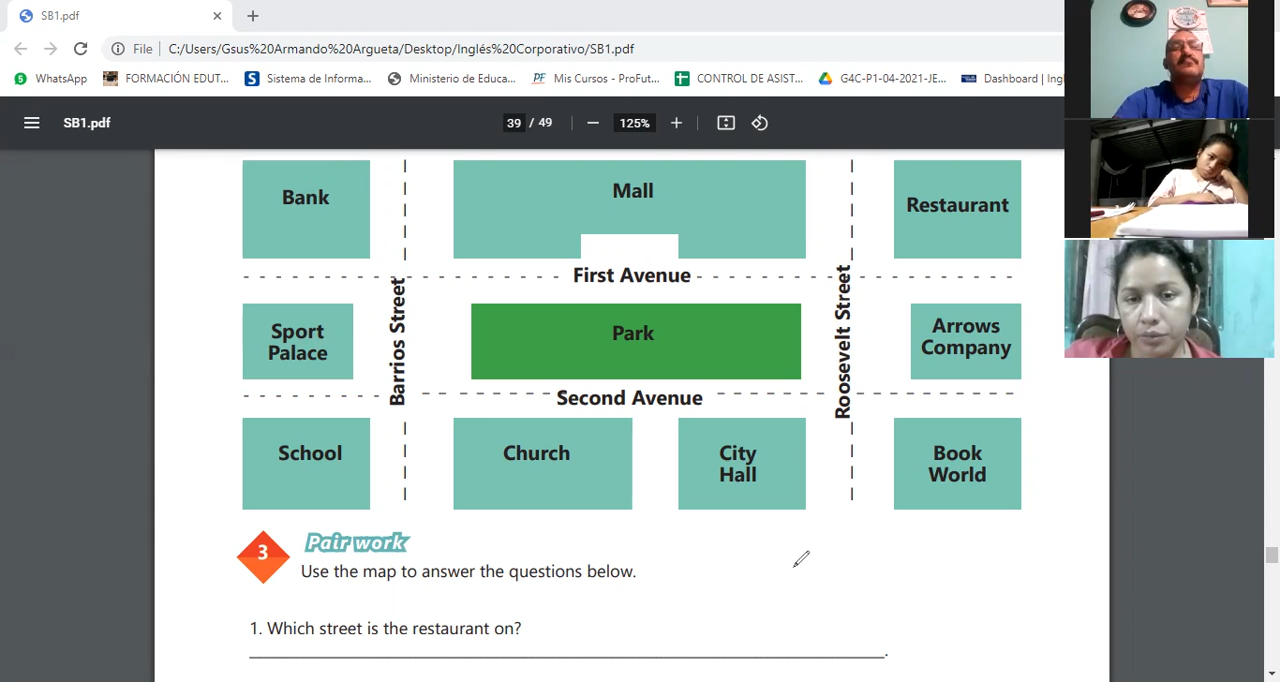 SB1.pdf
File
C:/Users/Gsus%20Armando%20Argueta/Desktop/Inglés%20Corporativo/SB1.pdf
WhatsApp
FORMACIÓN EDUT...
Sistema de Informa...
Ministerio de Educa...
PF
Mis Cursos - ProFut...
CONTROL DE ASIST...
G4C-P1-04-2021-JE...
Dashboard | Ingl
SB1.pdf
39 / 49
125%
Bank
Mall
Restaurant
First Avenue
Sport
Palace
Barrios Street
Park
Roosevelt Street
Arrows
Company
Second Avenue
School
Church
City
Hall
Book
World
3
Pair work
Use the map to answer the questions below.
1. Which street is the restaurant on?